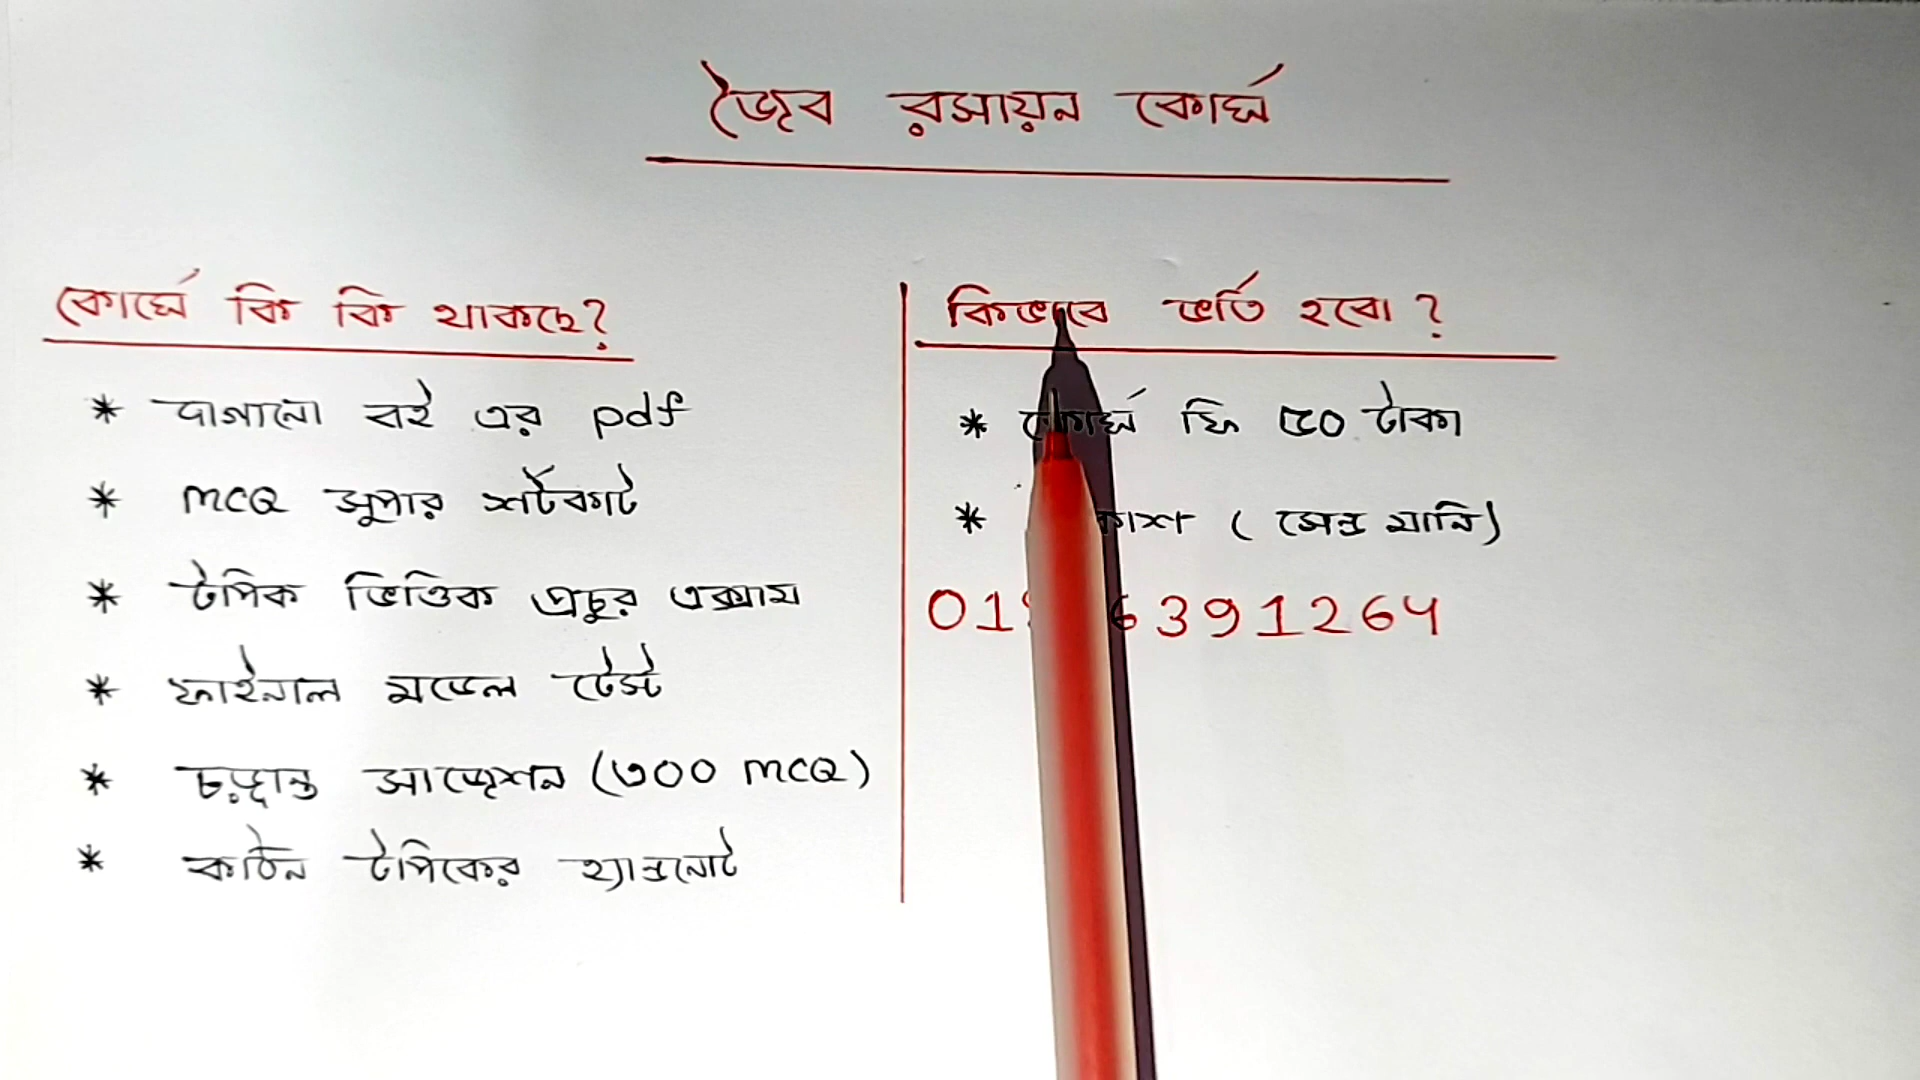 জৈব রসায়ন কোর্ষ
কোর্ষে কি কি থাকছে?
* দাগানো বই এর pdf
* MCQ সুপার শর্টকাট
* টপিক ভিত্তিক প্রচুর এক্সাম
* ফাইনাল মডেল টেস্ট
* চূড়ান্ত সাজেশন (৩০০ MCQ)
* কঠিন টপিকের হ্যান্ডনোট
কিভাবে ভর্তি হবো ?
* কোর্ষ ফি ৫০ টাকা
* (সেন্ড মানি)
6391264